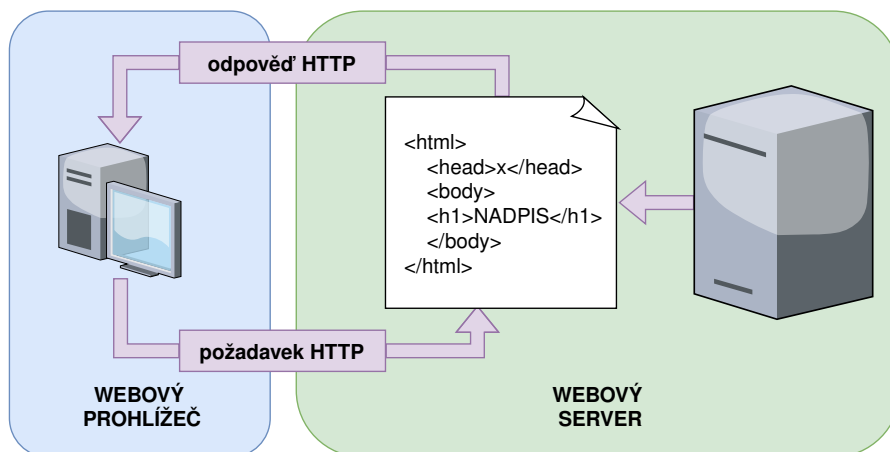 odpověď HTTP
<html>
<head>x</head>
<body>
<h1>NADPIS</h1>
</body>
</html>
požadavek HTTP
WEBOVÝ
PROHLÍŽEČ
WEBOVÝ
SERVER